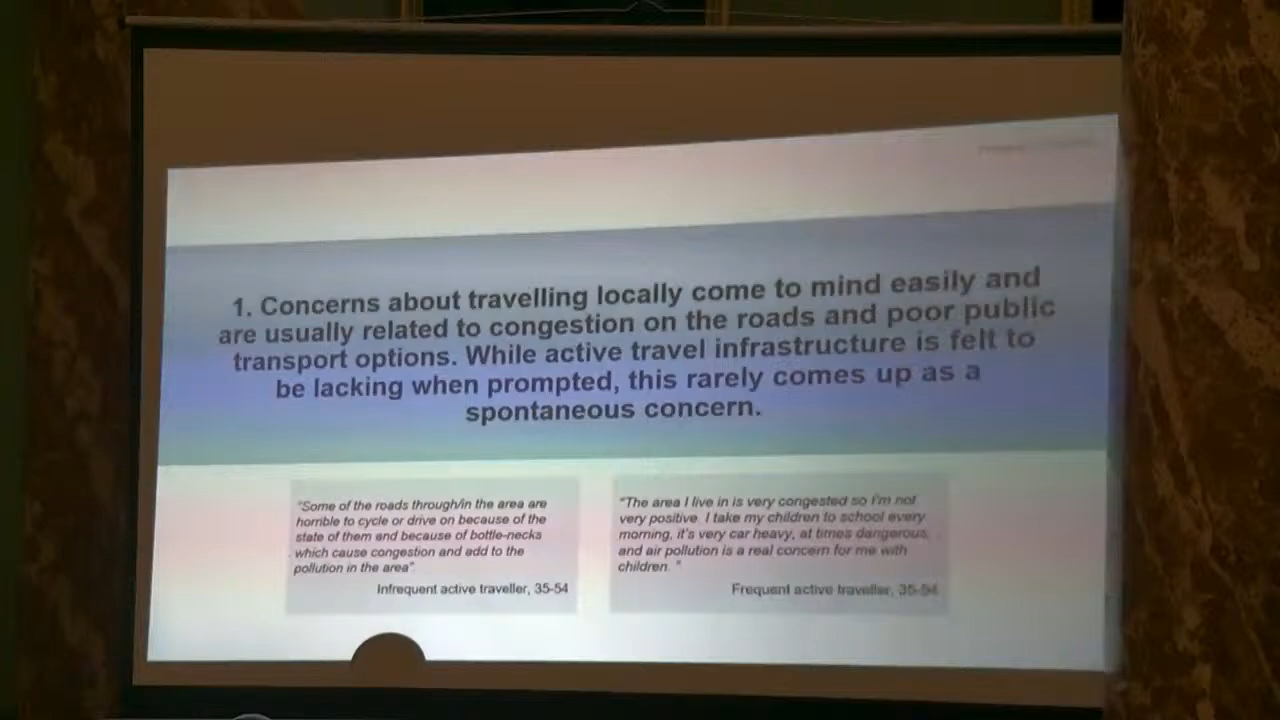 1. Concerns about travelling locally come to mind easily and
are usually related to congestion on the roads and poor public
transport options. While active travel infrastructure is felt to
be lacking when prompted, this rarely comes up as a
spontaneous concern.
"Some of the roads through/in the area are
horrible to cycle or drive on because of the
state of them and because of bottle-necks
which cause congestion and add to the
pollution in the area".
Infrequent active traveller, 35-54
"The area I live in is very congested so I'm not
very positive. I take my children to school every
morning, it's very car heavy, at times dangerous,
and air pollution is a real concern for me with
children. "
Frequent active traveller, 35-54